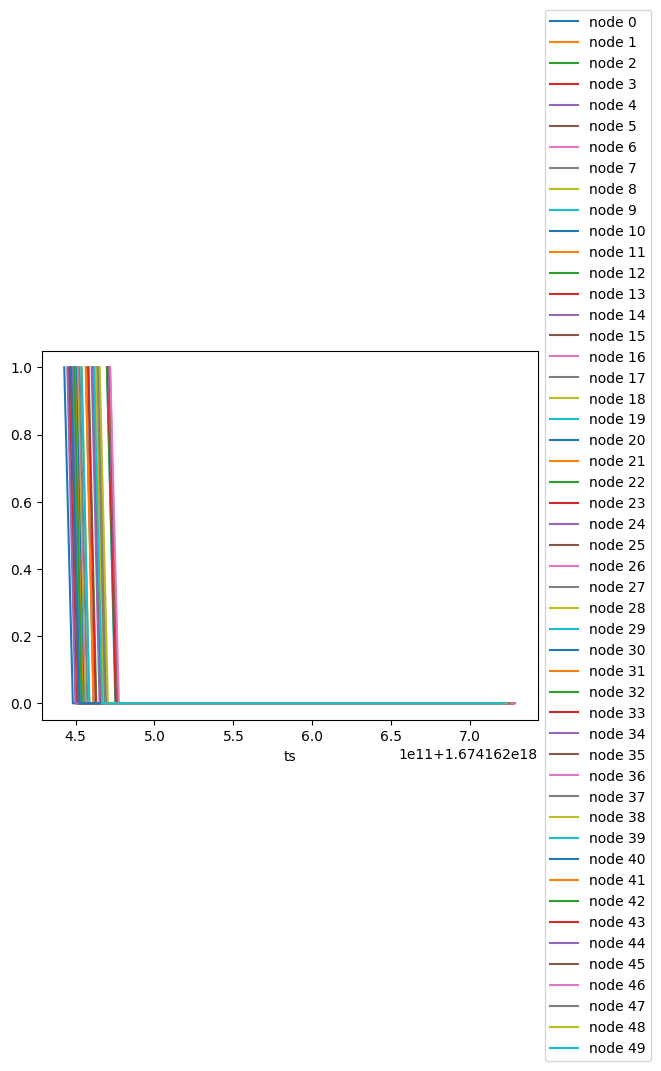 1.0
0.8
0.6
0.4
0.2
0.0
4.5 5.0 5.5 6.0 6.5 7.0
1e11+1.674162e18
ts
node 0
node 1
node 2
node 3
node 4
node 5
node 6
node 7
node 8
node 9
node 10
node 11
node 12
node 13
node 14
node 15
node 16
node 17
node 18
node 19
node 20
node 21
node 22
node 23
node 24
node 25
node 26
node 27
node 28
node 29
node 30
node 31
node 32
node 33
node 34
node 35
node 36
node 37
node 38
node 39
node 40
node 41
node 42
node 43
node 44
node 45
node 46
node 47
node 48
node 49